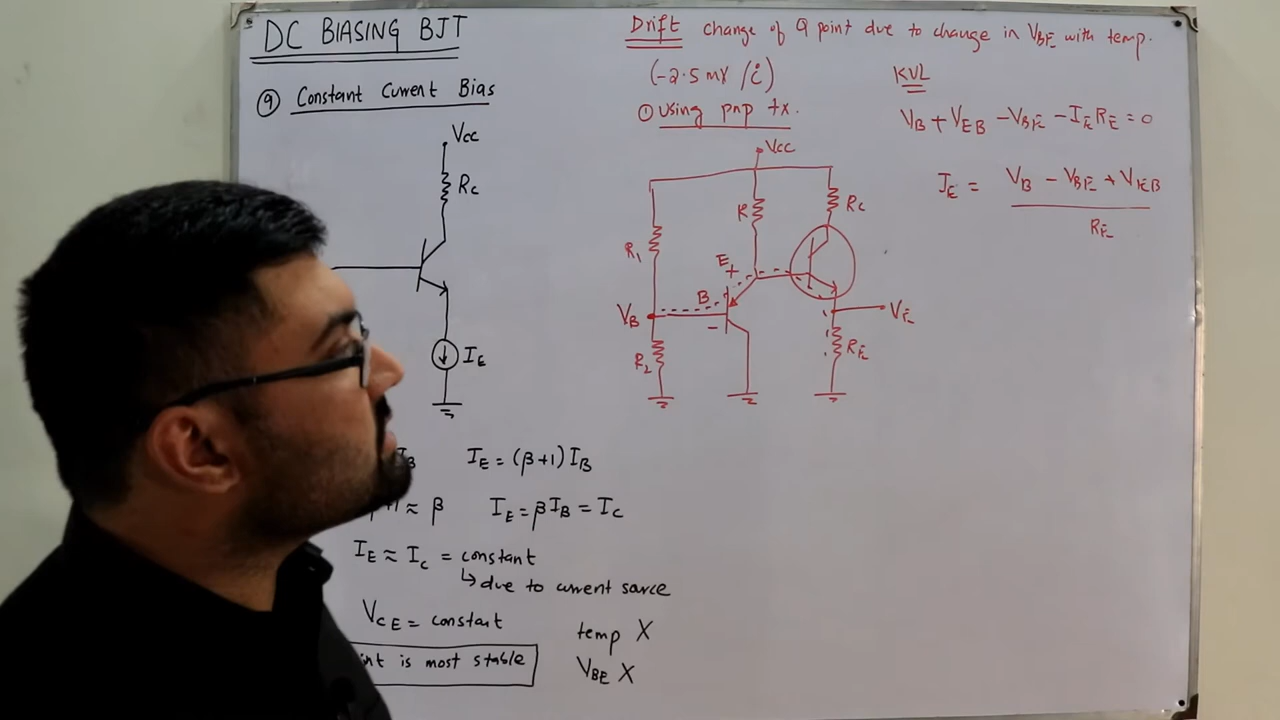 DC BIASING BJT
⑨ Constant Current Bias
Vcc
Rc
IE
IB IE = (β+1) IB
≈ β IE = βIB = Ic
IE ≈ Ic = constant
↳ due to current source
VCE = constant
temp X
int is most stable
VBE X
Drift change of Q point due to change in VBE with temp.
(-2.5 mV /°c)
① Using pnp tx.
Vcc
R
Rc
R1
E +
B
VB
-
VE
R2
RE
KVL
VB + VEB - VBE - IE RE = 0
IE = VB - VBE + VEB
RE